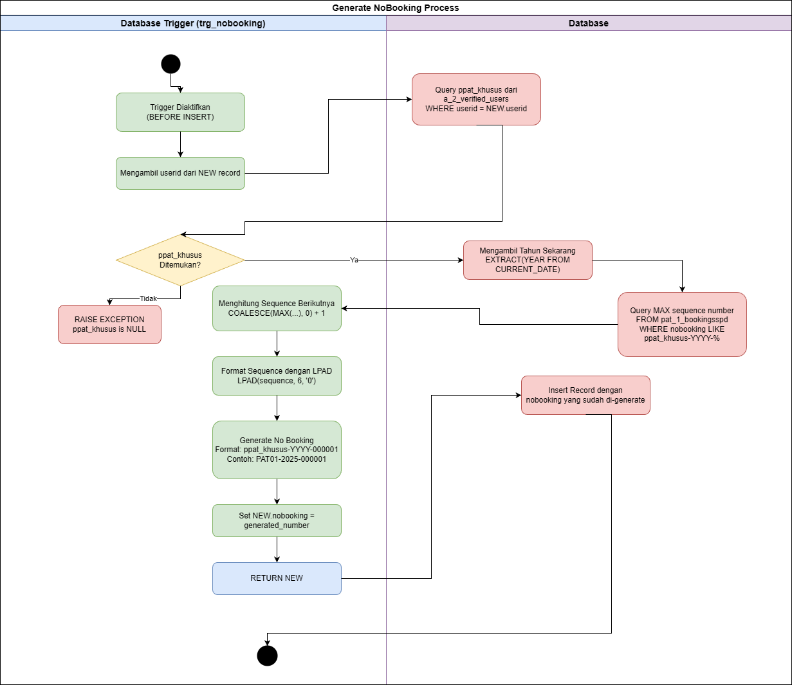 Generate NoBooking Process
Database Trigger (trg_nobooking)
Database
Trigger Diaktifkan
(BEFORE INSERT)
Mengambil userid dari NEW record
Query ppat_khusus dari
a_2_verified_users
WHERE userid = NEW.userid
ppat_khusus
Ditemukan?
Ya
Tidak
RAISE EXCEPTION
ppat_khusus is NULL
Mengambil Tahun Sekarang
EXTRACT(YEAR FROM
CURRENT_DATE)
Query MAX sequence number
FROM pat_1_bookingsspd
WHERE nobooking LIKE
ppat_khusus-YYYY-%
Menghitung Sequence Berikutnya
COALESCE(MAX(...), 0) + 1
Format Sequence dengan LPAD
LPAD(sequence, 6, '0')
Generate No Booking
Format: ppat_khusus-YYYY-000001
Contoh: PAT01-2025-000001
Set NEW.nobooking =
generated_number
RETURN NEW
Insert Record dengan
nobooking yang sudah di-generate